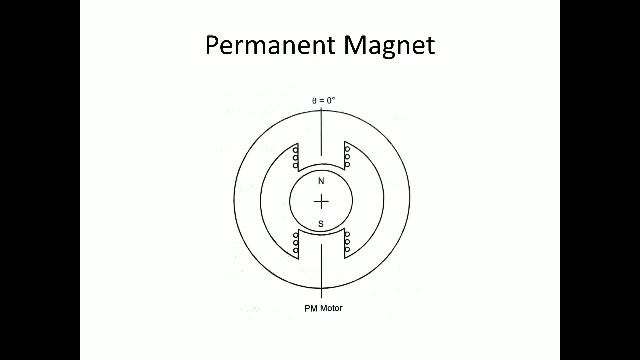 Permanent Magnet
θ = 0°
N
S
PM Motor